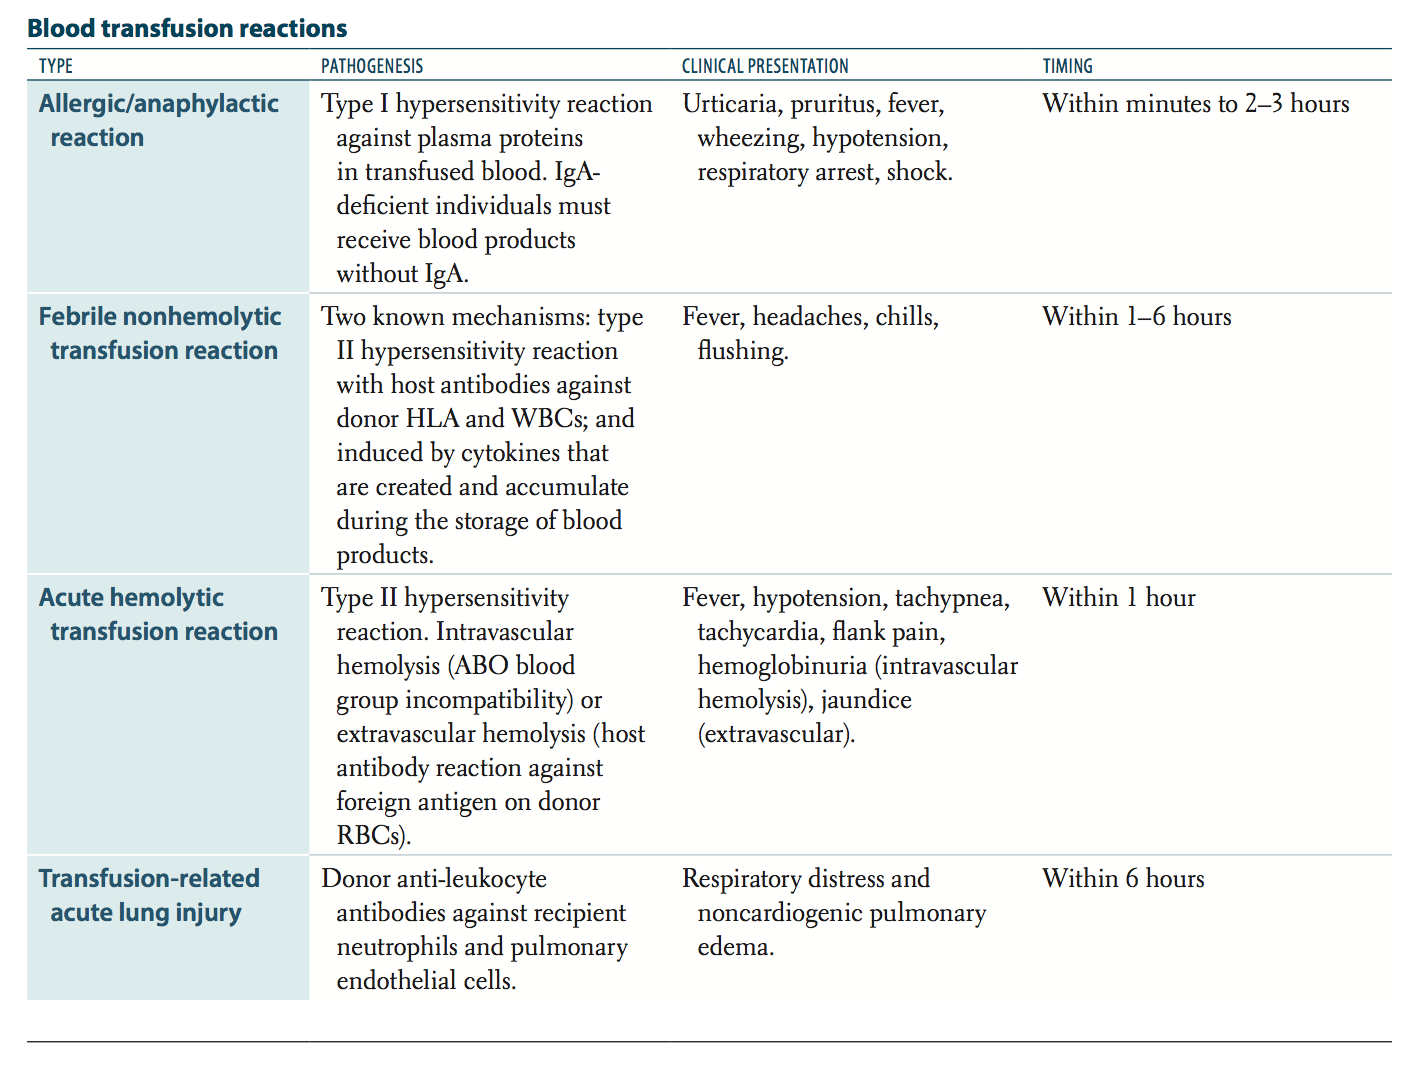 Blood transfusion reactions
TYPE PATHOGENESIS CLINICAL PRESENTATION TIMING
Allergic/anaphylactic
reaction
Type I hypersensitivity reaction
against plasma proteins
in transfused blood. IgA-
deficient individuals must
receive blood products
without IgA.
Urticaria, pruritus, fever,
wheezing, hypotension,
respiratory arrest, shock.
Within minutes to 2–3 hours
Febrile nonhemolytic
transfusion reaction
Two known mechanisms: type
II hypersensitivity reaction
with host antibodies against
donor HLA and WBCs; and
induced by cytokines that
are created and accumulate
during the storage of blood
products.
Fever, headaches, chills,
flushing.
Within 1–6 hours
Acute hemolytic
transfusion reaction
Type II hypersensitivity
reaction. Intravascular
hemolysis (ABO blood
group incompatibility) or
extravascular hemolysis (host
antibody reaction against
foreign antigen on donor
RBCs).
Fever, hypotension, tachypnea,
tachycardia, flank pain,
hemoglobinuria (intravascular
hemolysis), jaundice
(extravascular).
Within 1 hour
Transfusion-related
acute lung injury
Donor anti-leukocyte
antibodies against recipient
neutrophils and pulmonary
endothelial cells.
Respiratory distress and
noncardiogenic pulmonary
edema.
Within 6 hours